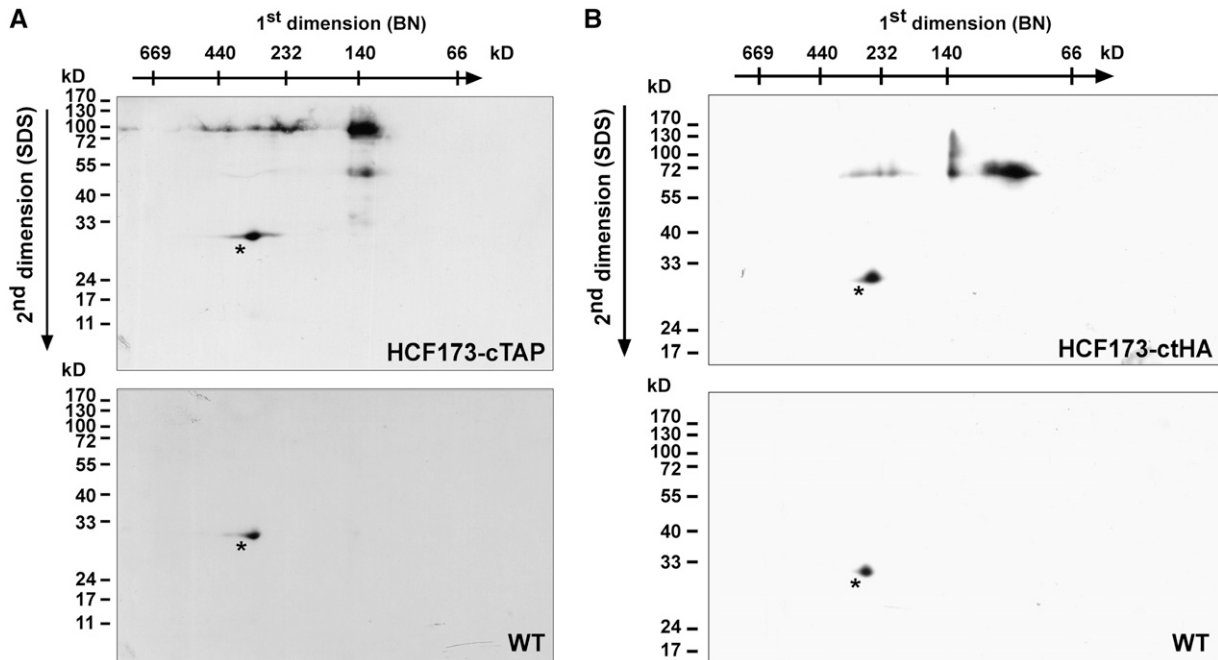 A
1st dimension (BN)
669 440 232 140 66 kD
kD
170
130
100
72
55
40
33
24
17
11
2nd dimension (SDS)
*
HCF173-cTAP
kD
170
130
100
72
55
40
33
24
17
11
*
WT
B
1st dimension (BN)
669 440 232 140 66 kD
kD
170
130
100
72
55
40
33
24
17
2nd dimension (SDS)
*
HCF173-ctHA
kD
170
130
100
72
55
40
33
24
17
*
WT